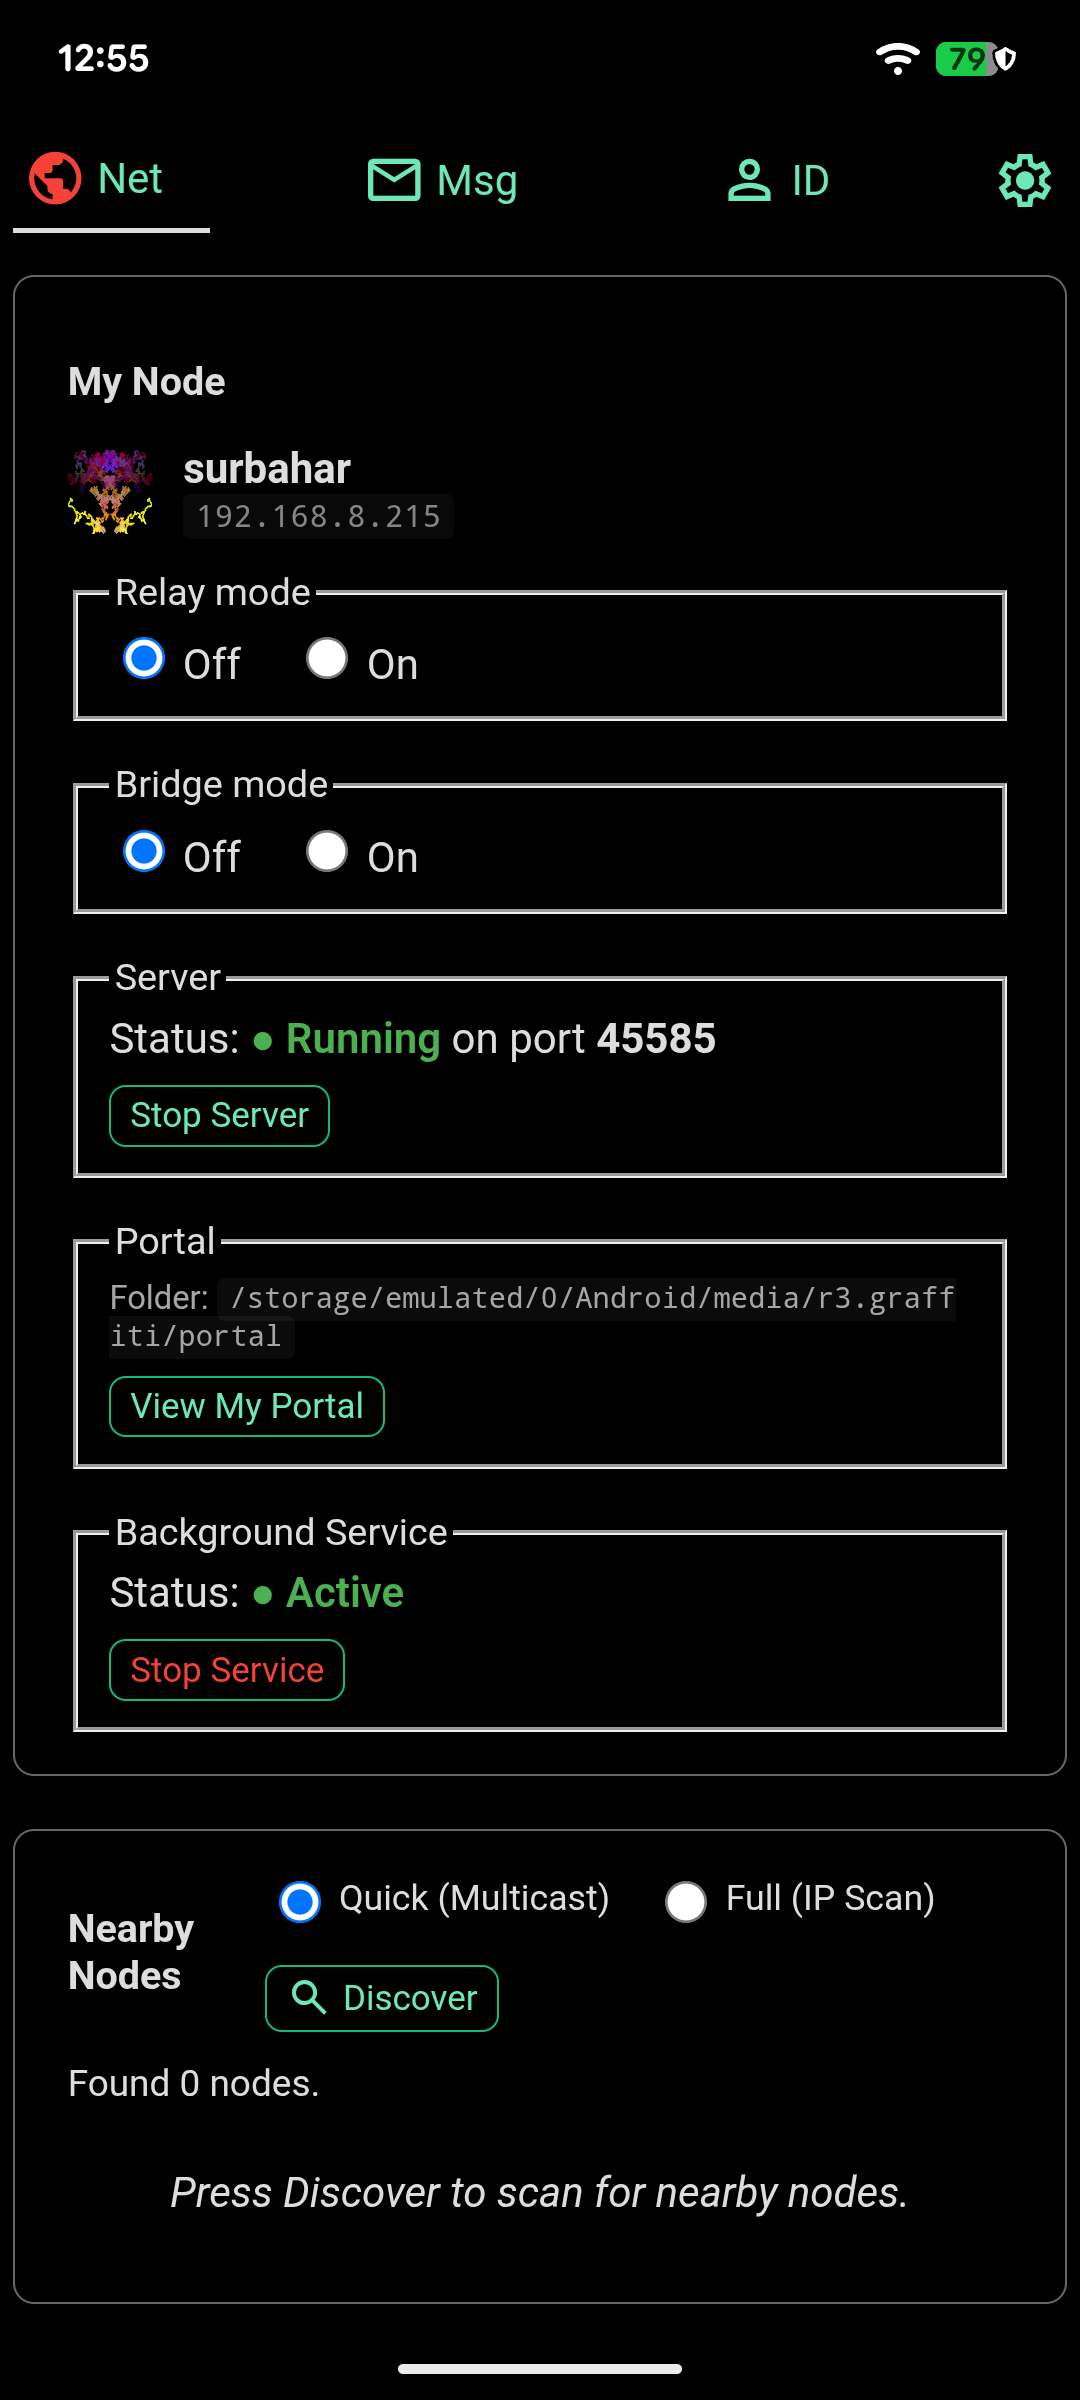 12:55
79
Net
Msg
ID
My Node
surbahar
192.168.8.215
Relay mode
Off
On
Bridge mode
Off
On
Server
Status: ● Running on port 45585
Stop Server
Portal
Folder: /storage/emulated/0/Android/media/r3.graff
iti/portal
View My Portal
Background Service
Status: ● Active
Stop Service
Nearby
Nodes
Quick (Multicast)
Full (IP Scan)
Discover
Found 0 nodes.
Press Discover to scan for nearby nodes.